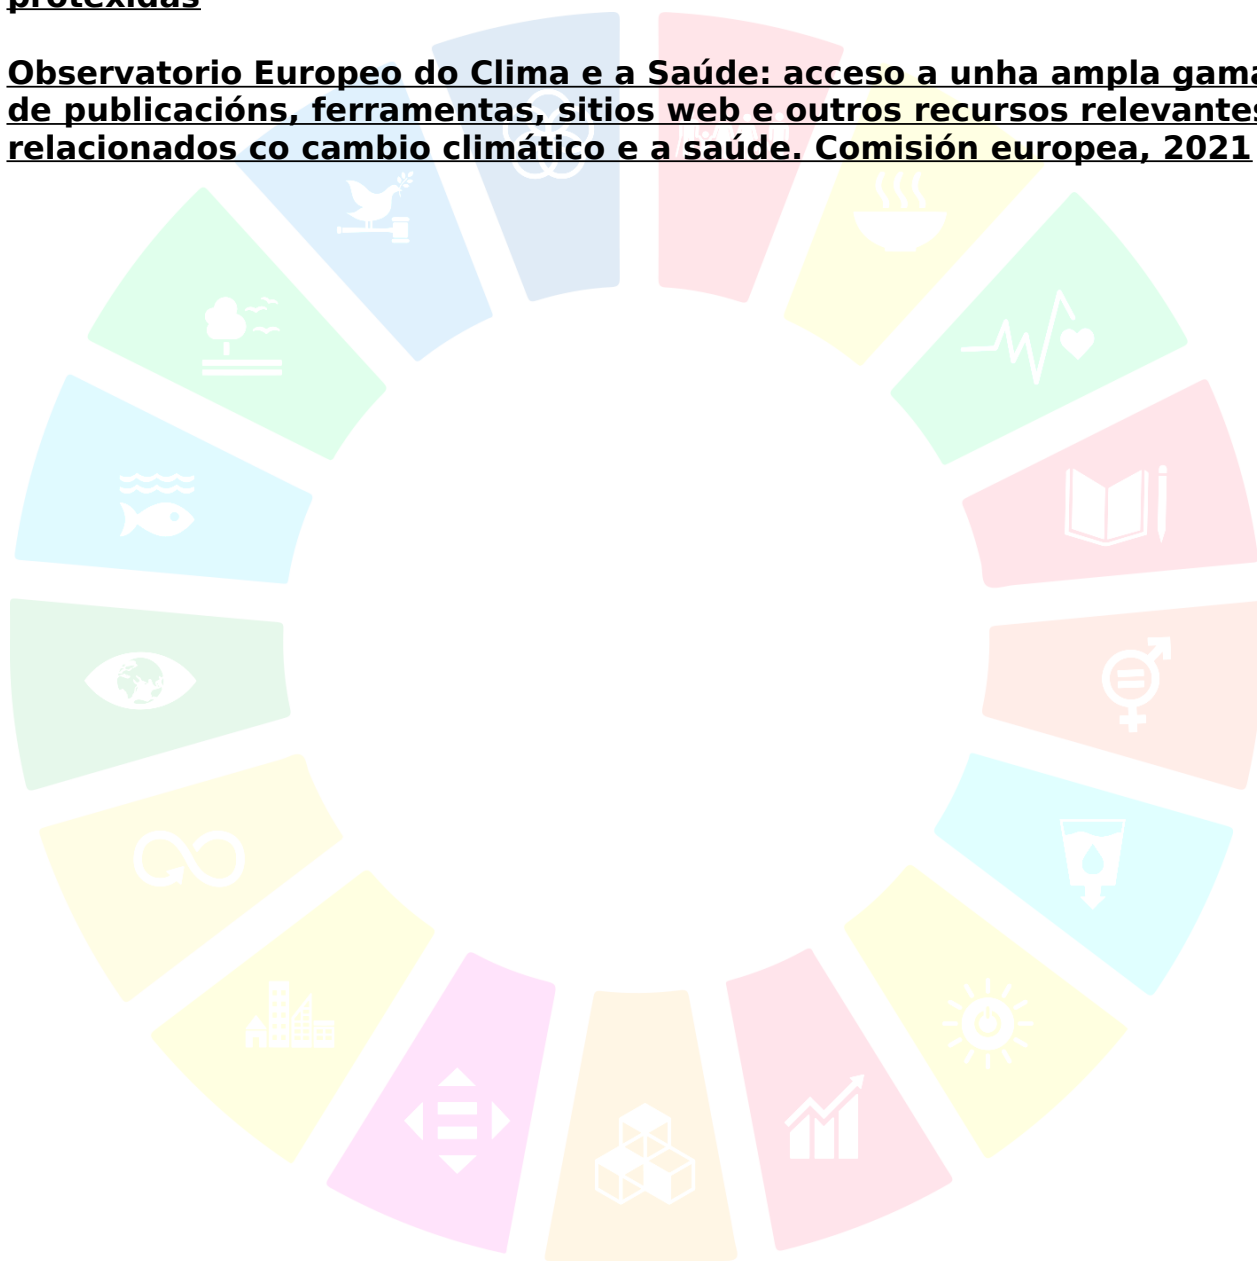 protexidas
Observatorio Europeo do Clima e a Saúde: acceso a unha ampla gama
de publicacións, ferramentas, sitios web e outros recursos relevantes
relacionados co cambio climático e a saúde. Comisión europea, 2021